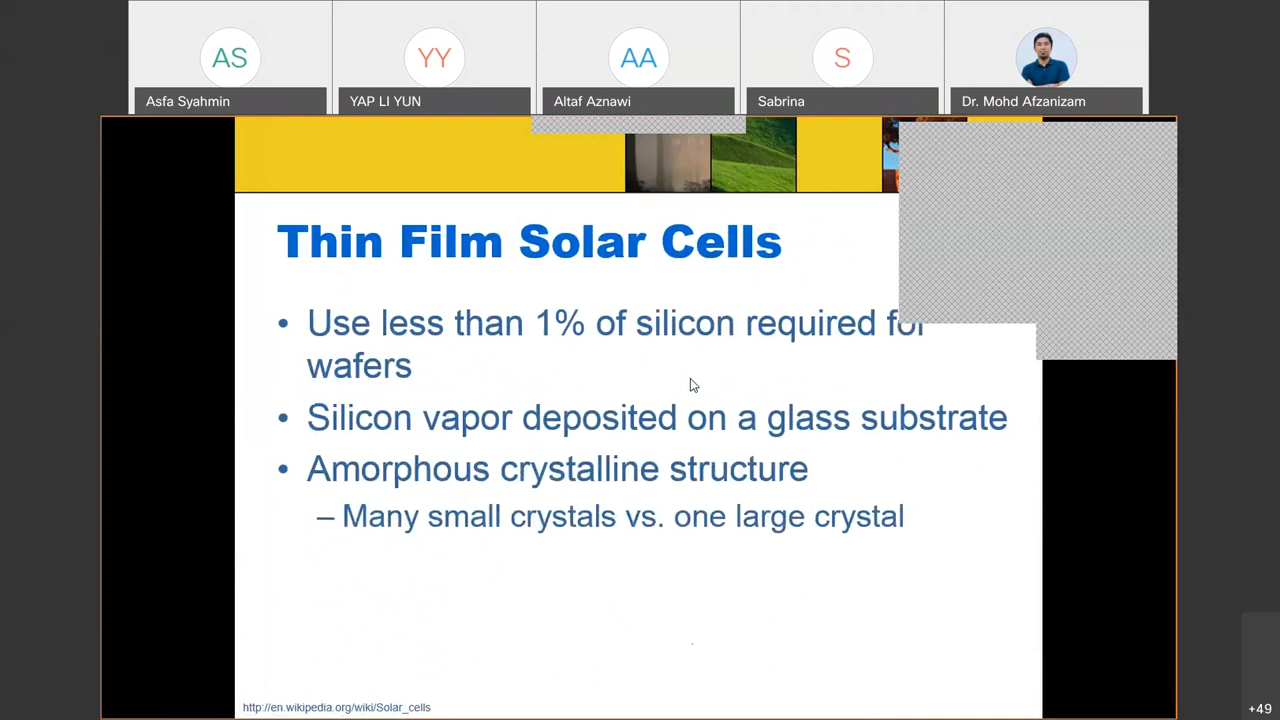 AS
YY
AA
S
Asfa Syahmin
YAP LI YUN
Altaf Aznawi
Sabrina
Dr. Mohd Afzanizam
Thin Film Solar Cells
• Use less than 1% of silicon required for
wafers
• Silicon vapor deposited on a glass substrate
• Amorphous crystalline structure
– Many small crystals vs. one large crystal
http://en.wikipedia.org/wiki/Solar_cells
+49